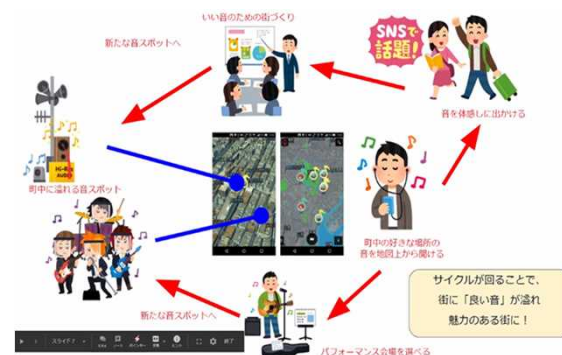 いい音のための街づくり
新たな音スポットへ
SNSで
話題!
音を体感しに出かける
Hi-Res
AUDIO
町中に溢れる音スポット
町中の好きな場所の
音を地図上から聞ける
サイクルが回ることで、
街に「良い音」が溢れ
魅力のある街に!
新たな音スポットへ
パフォーマンス会場を選べる
スライド 7
終了